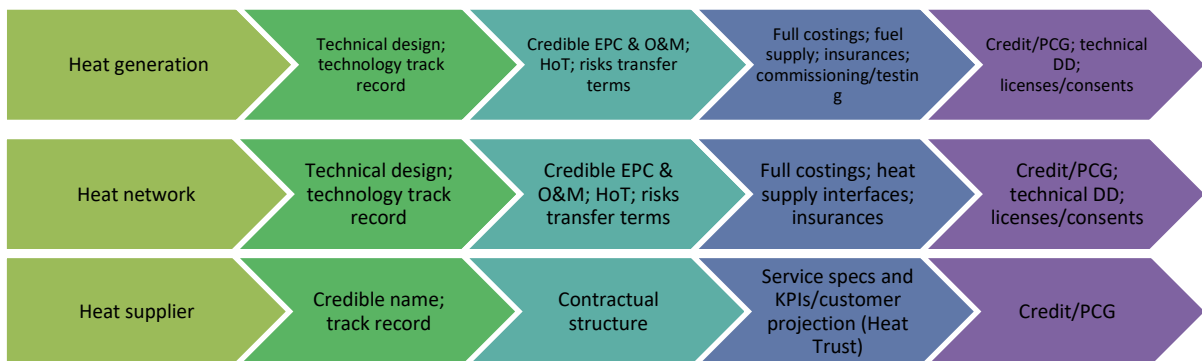 Heat generation
Technical design;
technology track
record
Credible EPC & O&M;
HoT; risks transfer
terms
Full costings; fuel
supply; insurances;
commissioning/testin
g
Credit/PCG; technical
DD;
licenses/consents
Heat network
Technical design;
technology track
record
Credible EPC &
O&M; HoT; risks
transfer terms
Full costings; heat
supply interfaces;
insurances
Credit/PCG;
technical DD;
licenses/consents
Heat supplier
Credible name;
track record
Contractual
structure
Service specs and
KPIs/customer
projection (Heat
Trust)
Credit/PCG